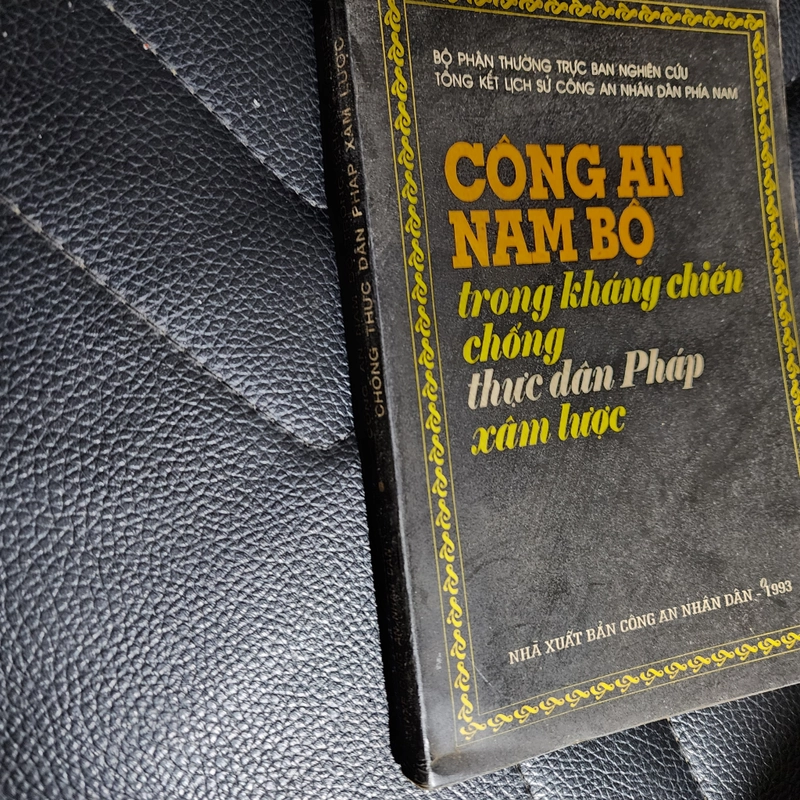 BỘ PHẬN THƯỜNG TRỰC BAN NGHIÊN CỨU
TỔNG KẾT LỊCH SỬ CÔNG AN NHÂN DÂN PHÍA NAM
CÔNG AN
NAM BỘ
trong kháng chiến
chống
thực dân Pháp
xâm lược
NHÀ XUẤT BẢN CÔNG AN NHÂN DÂN - 1993
CHỐNG THỰC DÂN PHÁP XÂM LƯỢC